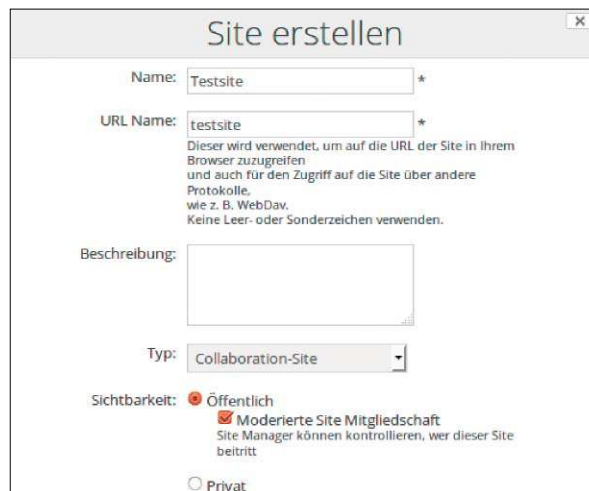 Site erstellen
Name: Testsite *
URL Name: testsite *
Dieser wird verwendet, um auf die URL der Site in Ihrem
Browser zuzugreifen
und auch für den Zugriff auf die Site über andere
Protokolle,
wie z. B. WebDav.
Keine Leer- oder Sonderzeichen verwenden.
Beschreibung:
Typ: Collaboration-Site
Sichtbarkeit: Öffentlich
Moderierte Site Mitgliedschaft
Site Manager können kontrollieren, wer dieser Site
beitritt
Privat